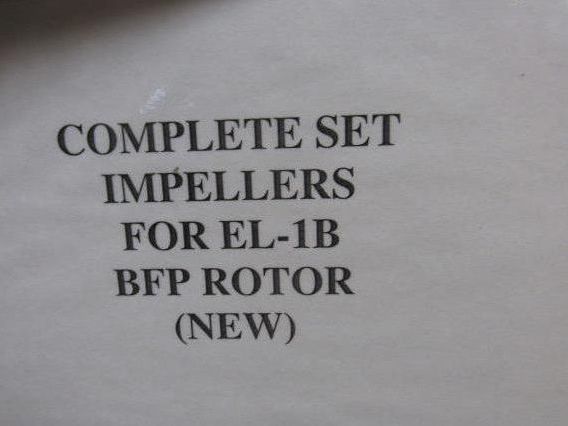 COMPLETE SET
IMPELLERS
FOR EL-1B
BFP ROTOR
(NEW)